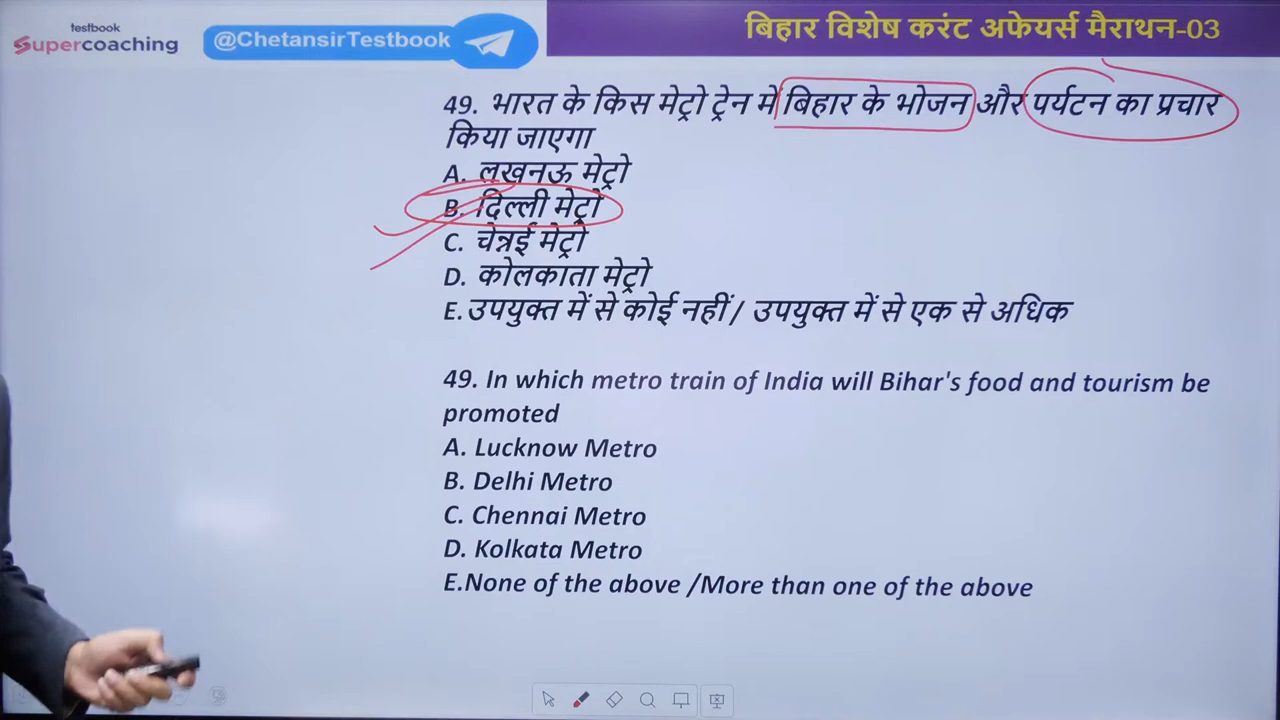 testbook
Supercoaching
@ChetansirTestbook
बिहार विशेष करंट अफेयर्स मैराथन-03
49. भारत के किस मेट्रो ट्रेन में बिहार के भोजन और पर्यटन का प्रचार
किया जाएगा
A. लखनऊ मेट्रो
B. दिल्ली मेट्रो
C. चेन्नई मेट्रो
D. कोलकाता मेट्रो
E. उपयुक्त में से कोई नहीं/ उपयुक्त में से एक से अधिक
49. In which metro train of India will Bihar's food and tourism be
promoted
A. Lucknow Metro
B. Delhi Metro
C. Chennai Metro
D. Kolkata Metro
E.None of the above /More than one of the above